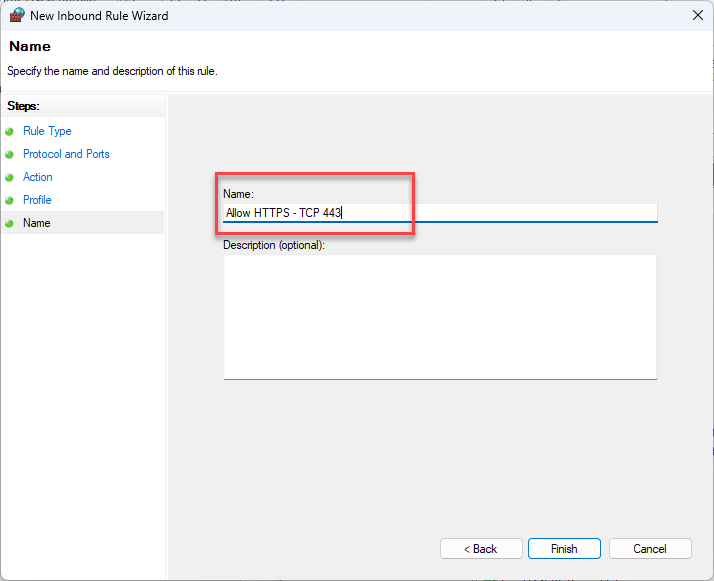 New Inbound Rule Wizard
Name
Specify the name and description of this rule.
Steps:
Rule Type
Protocol and Ports
Action
Profile
Name
Name:
Allow HTTPS - TCP 443
Description (optional):
< Back
Finish
Cancel